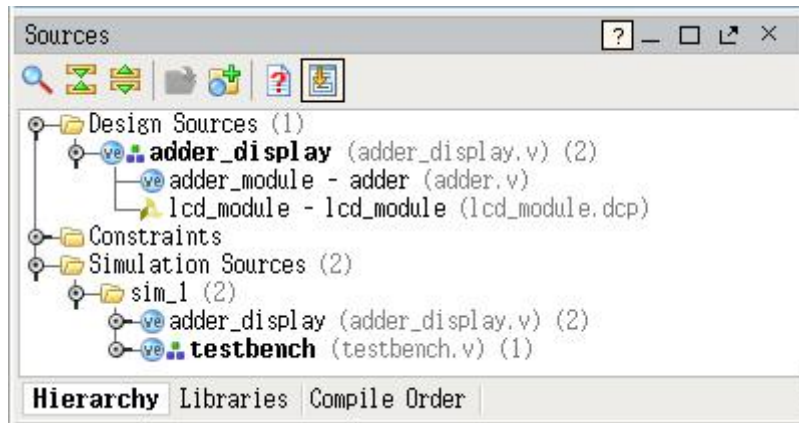 Sources
Design Sources (1)
adder_display (adder_display.v) (2)
adder_module - adder (adder.v)
lcd_module - lcd_module (lcd_module.dcp)
Constraints
Simulation Sources (2)
sim_1 (2)
adder_display (adder_display.v) (2)
testbench (testbench.v) (1)
Hierarchy Libraries Compile Order